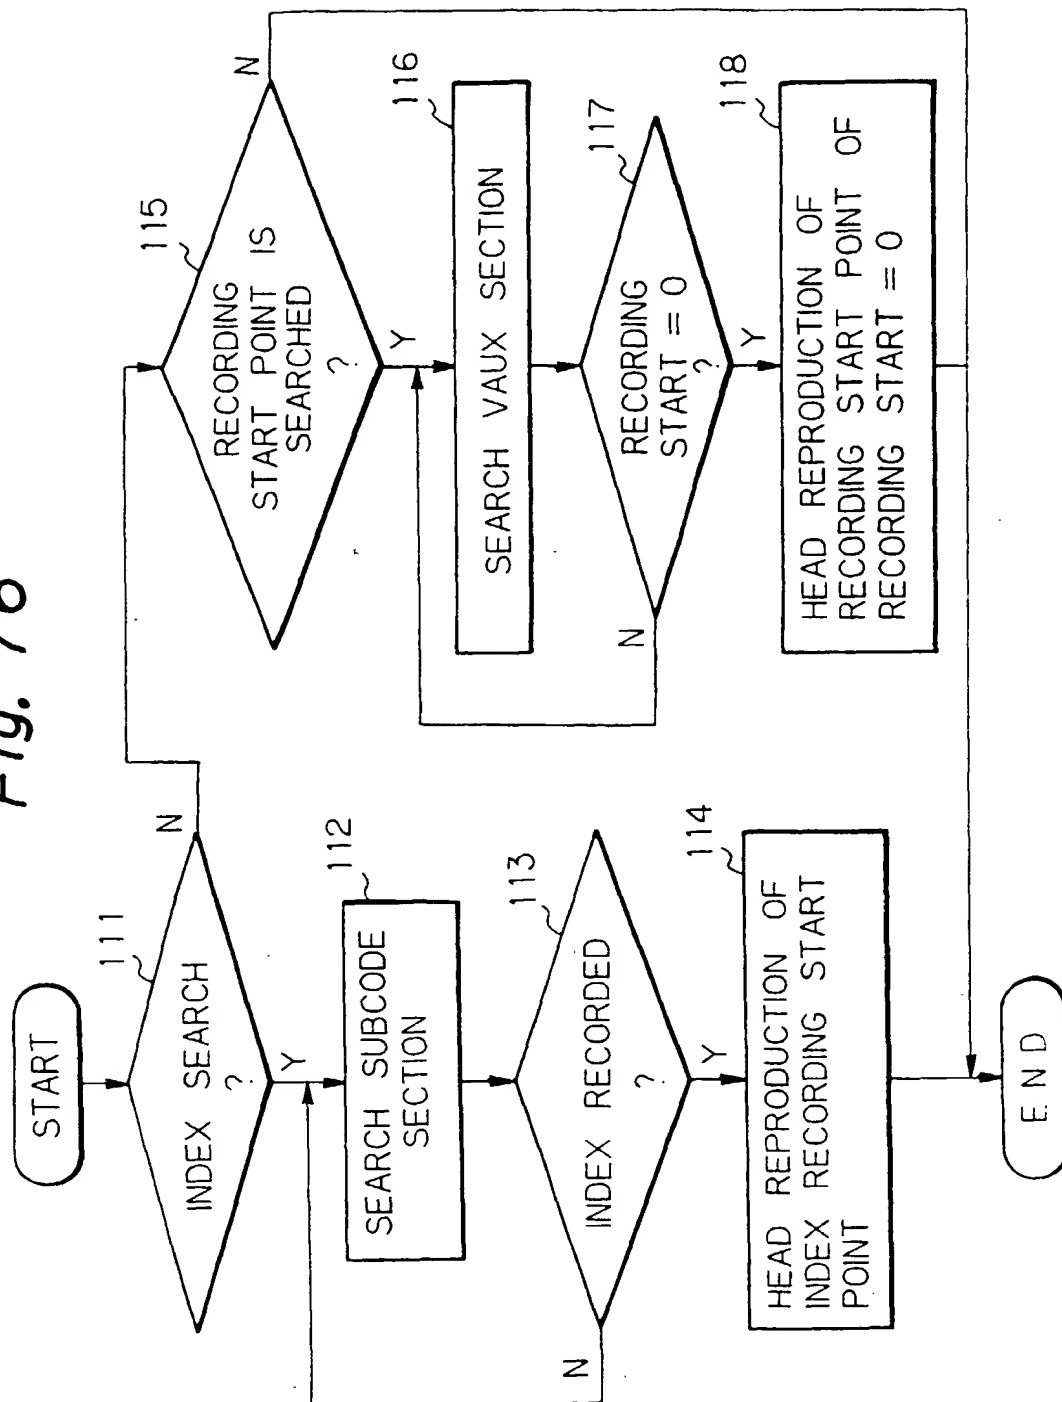 Fig. 76
START
111
INDEX SEARCH
?
N
Y
112
SEARCH SUBCODE
SECTION
113
INDEX RECORDED
?
N
Y
114
HEAD REPRODUCTION OF
INDEX RECORDING START
POINT
115
RECORDING
START POINT IS
SEARCHED
?
N
Y
116
SEARCH VAUX SECTION
117
RECORDING
START = 0
?
N
Y
118
HEAD REPRODUCTION OF
RECORDING START POINT OF
RECORDING START = 0
END